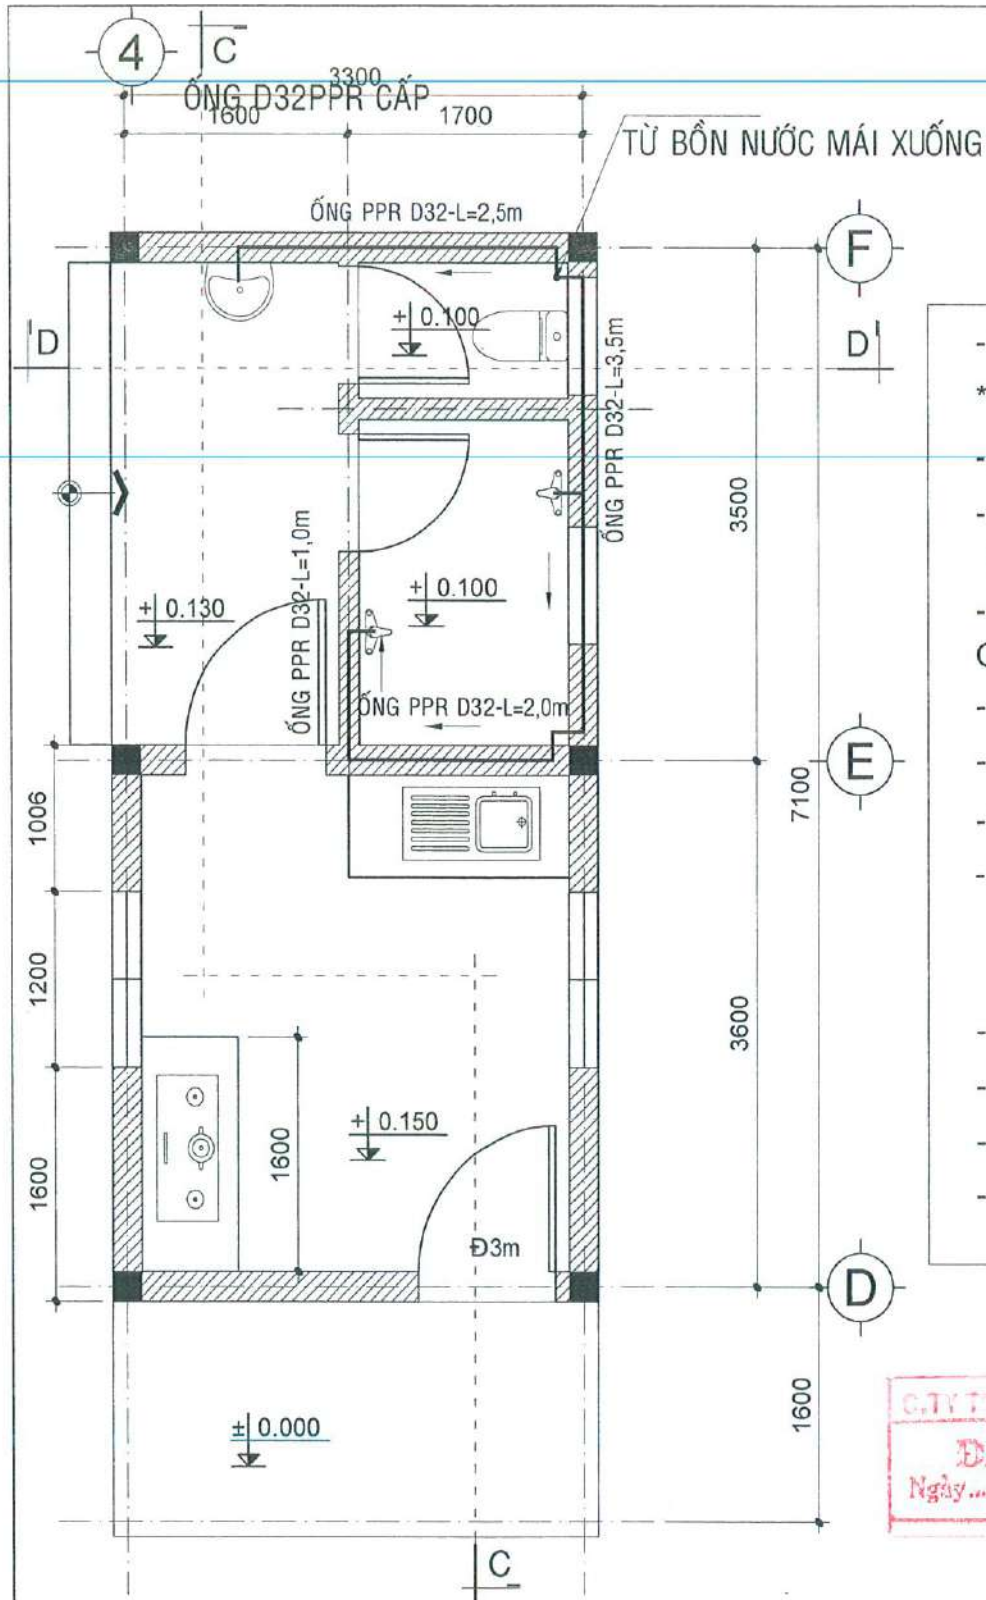 4
C
3300
ỐNG D32PPR CẤP
1600
1700
TỪ BỒN NƯỚC MÁI XUỐNG
ỐNG PPR D32-L=2,5m
F
D
+ 0.100
D
ỐNG PPR D32-L=3,5m
-
*
-
-
3500
ỐNG PPR D32-L=1,0m
+ 0.100
+ 0.130
-
ỐNG PPR D32-L=2,0m
-
E
7100
1006
-
-
-
1200
3600
-
-
+ 0.150
1600
1600
-
-
Đ3m
D
1600
C.TY T
Ngày...
± 0.000
C